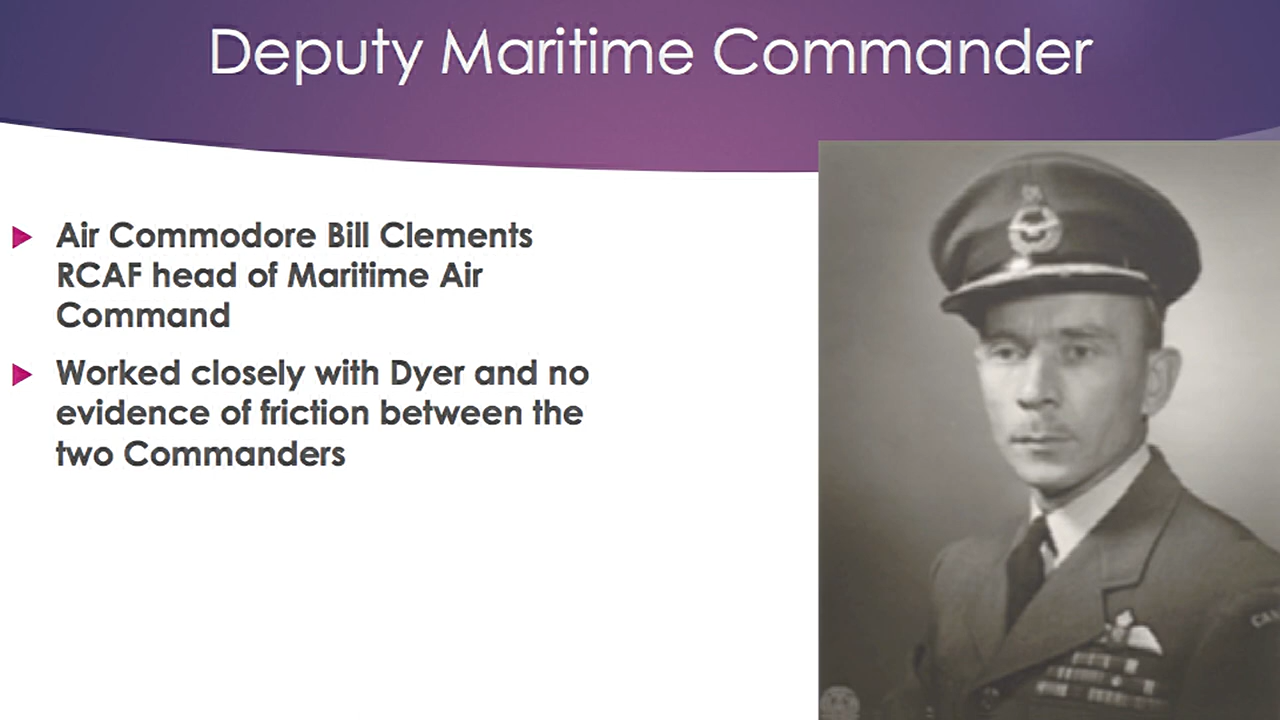 Deputy Maritime Commander
Air Commodore Bill Clements
RCAF head of Maritime Air
Command
Worked closely with Dyer and no
evidence of friction between the
two Commanders